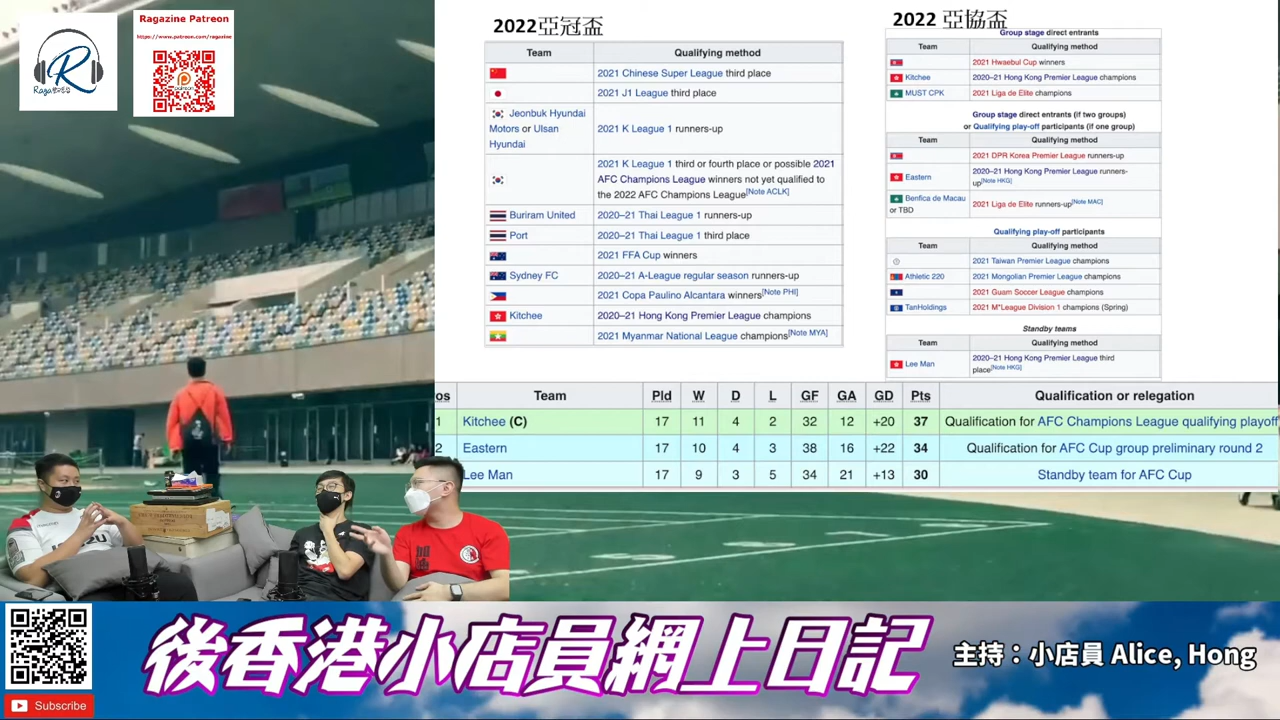 Ragazine Patreon
https://www.patreon.com/ragazine
2022亞冠盃
Team Qualifying method
2021 Chinese Super League third place
2021 J1 League third place
Jeonbuk Hyundai Motors or Ulsan Hyundai 2021 K League 1 runners-up
2021 K League 1 third or fourth place or possible 2021
AFC Champions League winners not yet qualified to
the 2022 AFC Champions League[Note ACLK]
Buriram United 2020–21 Thai League 1 runners-up
Port 2020–21 Thai League 1 third place
2021 FFA Cup winners
Sydney FC 2020–21 A-League regular season runners-up
2021 Copa Paulino Alcantara winners[Note PHI]
Kitchee 2020–21 Hong Kong Premier League champions
2021 Myanmar National League champions[Note MYA]
2022 亞協盃
Group stage direct entrants
Team Qualifying method
2021 Hwaebul Cup winners
Kitchee 2020–21 Hong Kong Premier League champions
MUST CPK 2021 Liga de Elite champions
Group stage direct entrants (if two groups)
or Qualifying play-off participants (if one group)
Team Qualifying method
2021 DPR Korea Premier League runners-up
Eastern 2020–21 Hong Kong Premier League runners-
up[Note HKG]
Benfica de Macau
or TBD 2021 Liga de Elite runners-up[Note MAC]
Qualifying play-off participants
Team Qualifying method
2021 Taiwan Premier League champions
Athletic 220 2021 Mongolian Premier League champions
2021 Guam Soccer League champions
TanHoldings 2021 M*League Division 1 champions (Spring)
Standby teams
Team Qualifying method
Lee Man 2020–21 Hong Kong Premier League third
place[Note HKG]
os Team Pld W D L GF GA GD Pts Qualification or relegation
1 Kitchee (C) 17 11 4 2 32 12 +20 37 Qualification for AFC Champions League qualifying playoff
2 Eastern 17 10 4 3 38 16 +22 34 Qualification for AFC Cup group preliminary round 2
Lee Man 17 9 3 5 34 21 +13 30 Standby team for AFC Cup
後香港小店員網上日記
主持：小店員 Alice, Hong
Subscribe